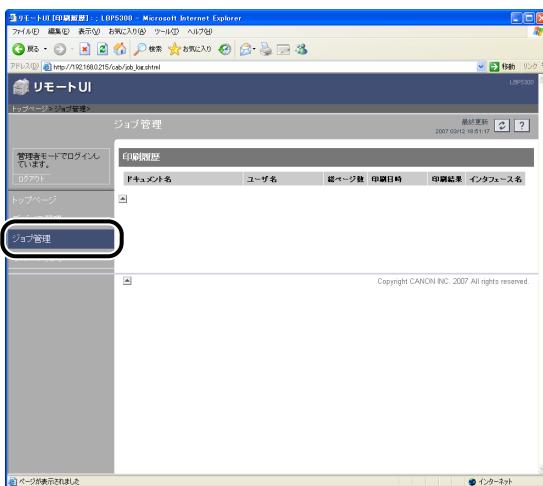 リモートUI [印刷履歴] : ; LBP5300 - Microsoft Internet Explorer
ファイル(F) 編集(E) 表示(V) お気に入り(A) ツール(T) ヘルプ(H)
戻る 検索 お気に入り
アドレス(D) http://192.168.0.215/cab/job_log.shtml 移動 リンク
リモートUI LBP5300
トップページ > ジョブ管理>
ジョブ管理 最終更新
2007 03/12 18:51:17 ?
管理者モードでログインし
ています。
ログアウト
印刷履歴
ドキュメント名 ユーザ名 総ページ数 印刷日時 印刷結果 インタフェース名
トップページ
ジョブ管理
Copyright CANON INC. 2007 All rights reserved.
ページが表示されました インターネット